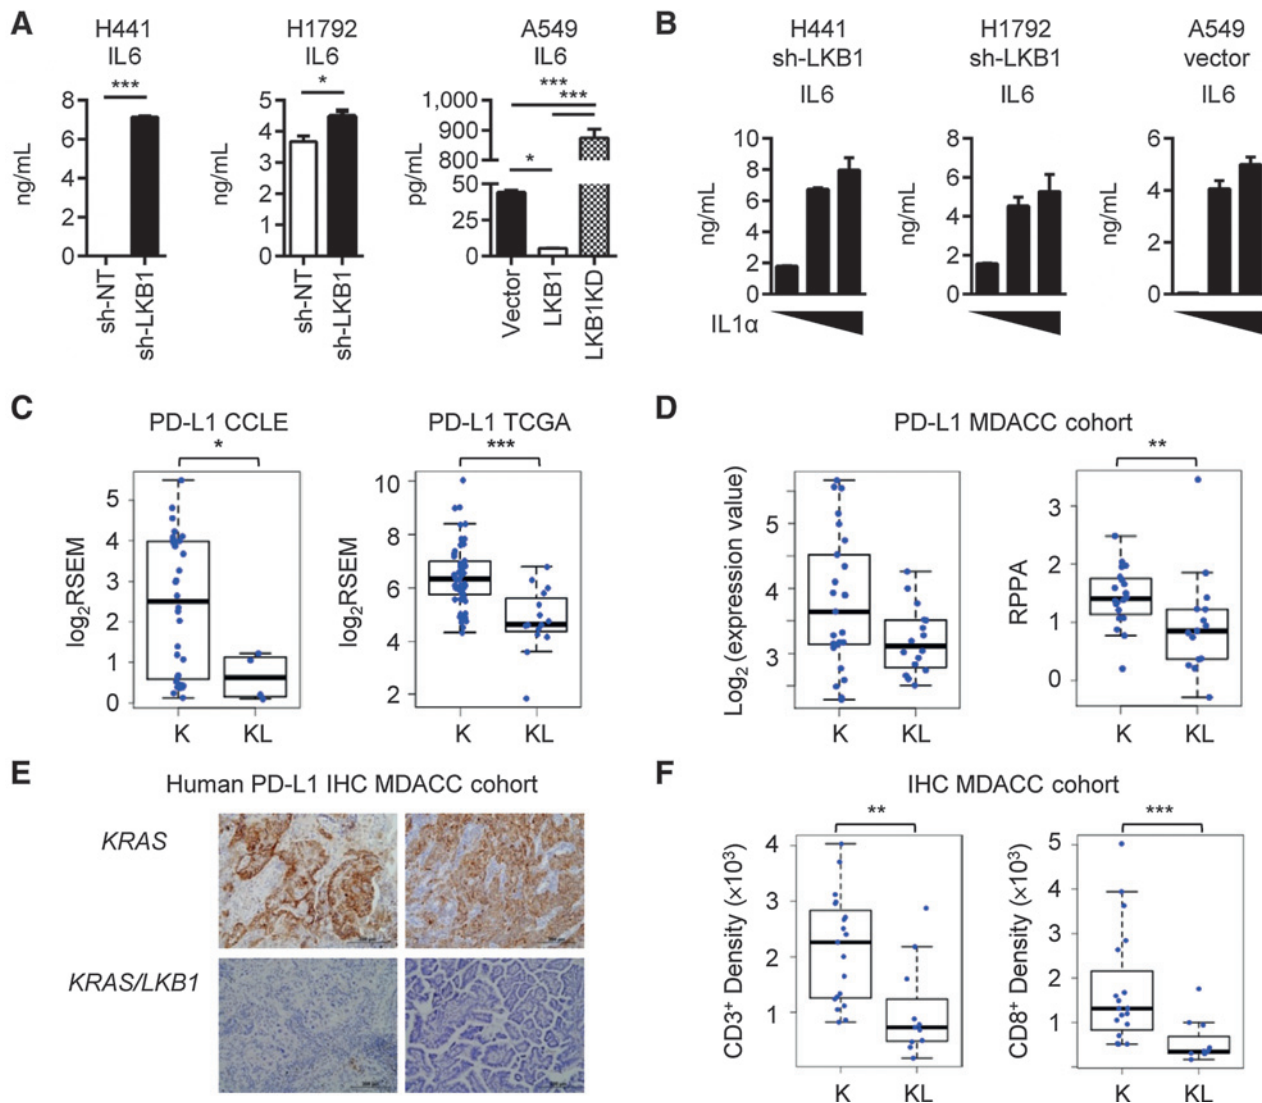 A
H441
IL6
***
8
6
4
2
0
ng/mL
sh-NT
sh-LKB1
H1792
IL6
*
5
4
3
2
1
0
ng/mL
sh-NT
sh-LKB1
A549
IL6
***
***
*
1,000
900
800
50
25
0
pg/mL
Vector
LKB1
LKB1KD
B
H441
sh-LKB1
IL6
10
8
6
4
2
0
ng/mL
IL1α
H1792
sh-LKB1
IL6
8
6
4
2
0
ng/mL
A549
vector
IL6
6
4
2
0
ng/mL
C
PD-L1 CCLE
*
5
4
3
2
1
0
log2RSEM
K KL
PD-L1 TCGA
***
10
8
6
4
2
log2RSEM
K KL
D
PD-L1 MDACC cohort
5
4
3
Log2 (expression value)
K KL
**
3
2
1
0
RPPA
K KL
E
Human PD-L1 IHC MDACC cohort
KRAS
KRAS/LKB1
F
IHC MDACC cohort
**
4
3
2
1
CD3+ Density (×10³)
K KL
***
5
4
3
2
1
CD8+ Density (×10³)
K KL